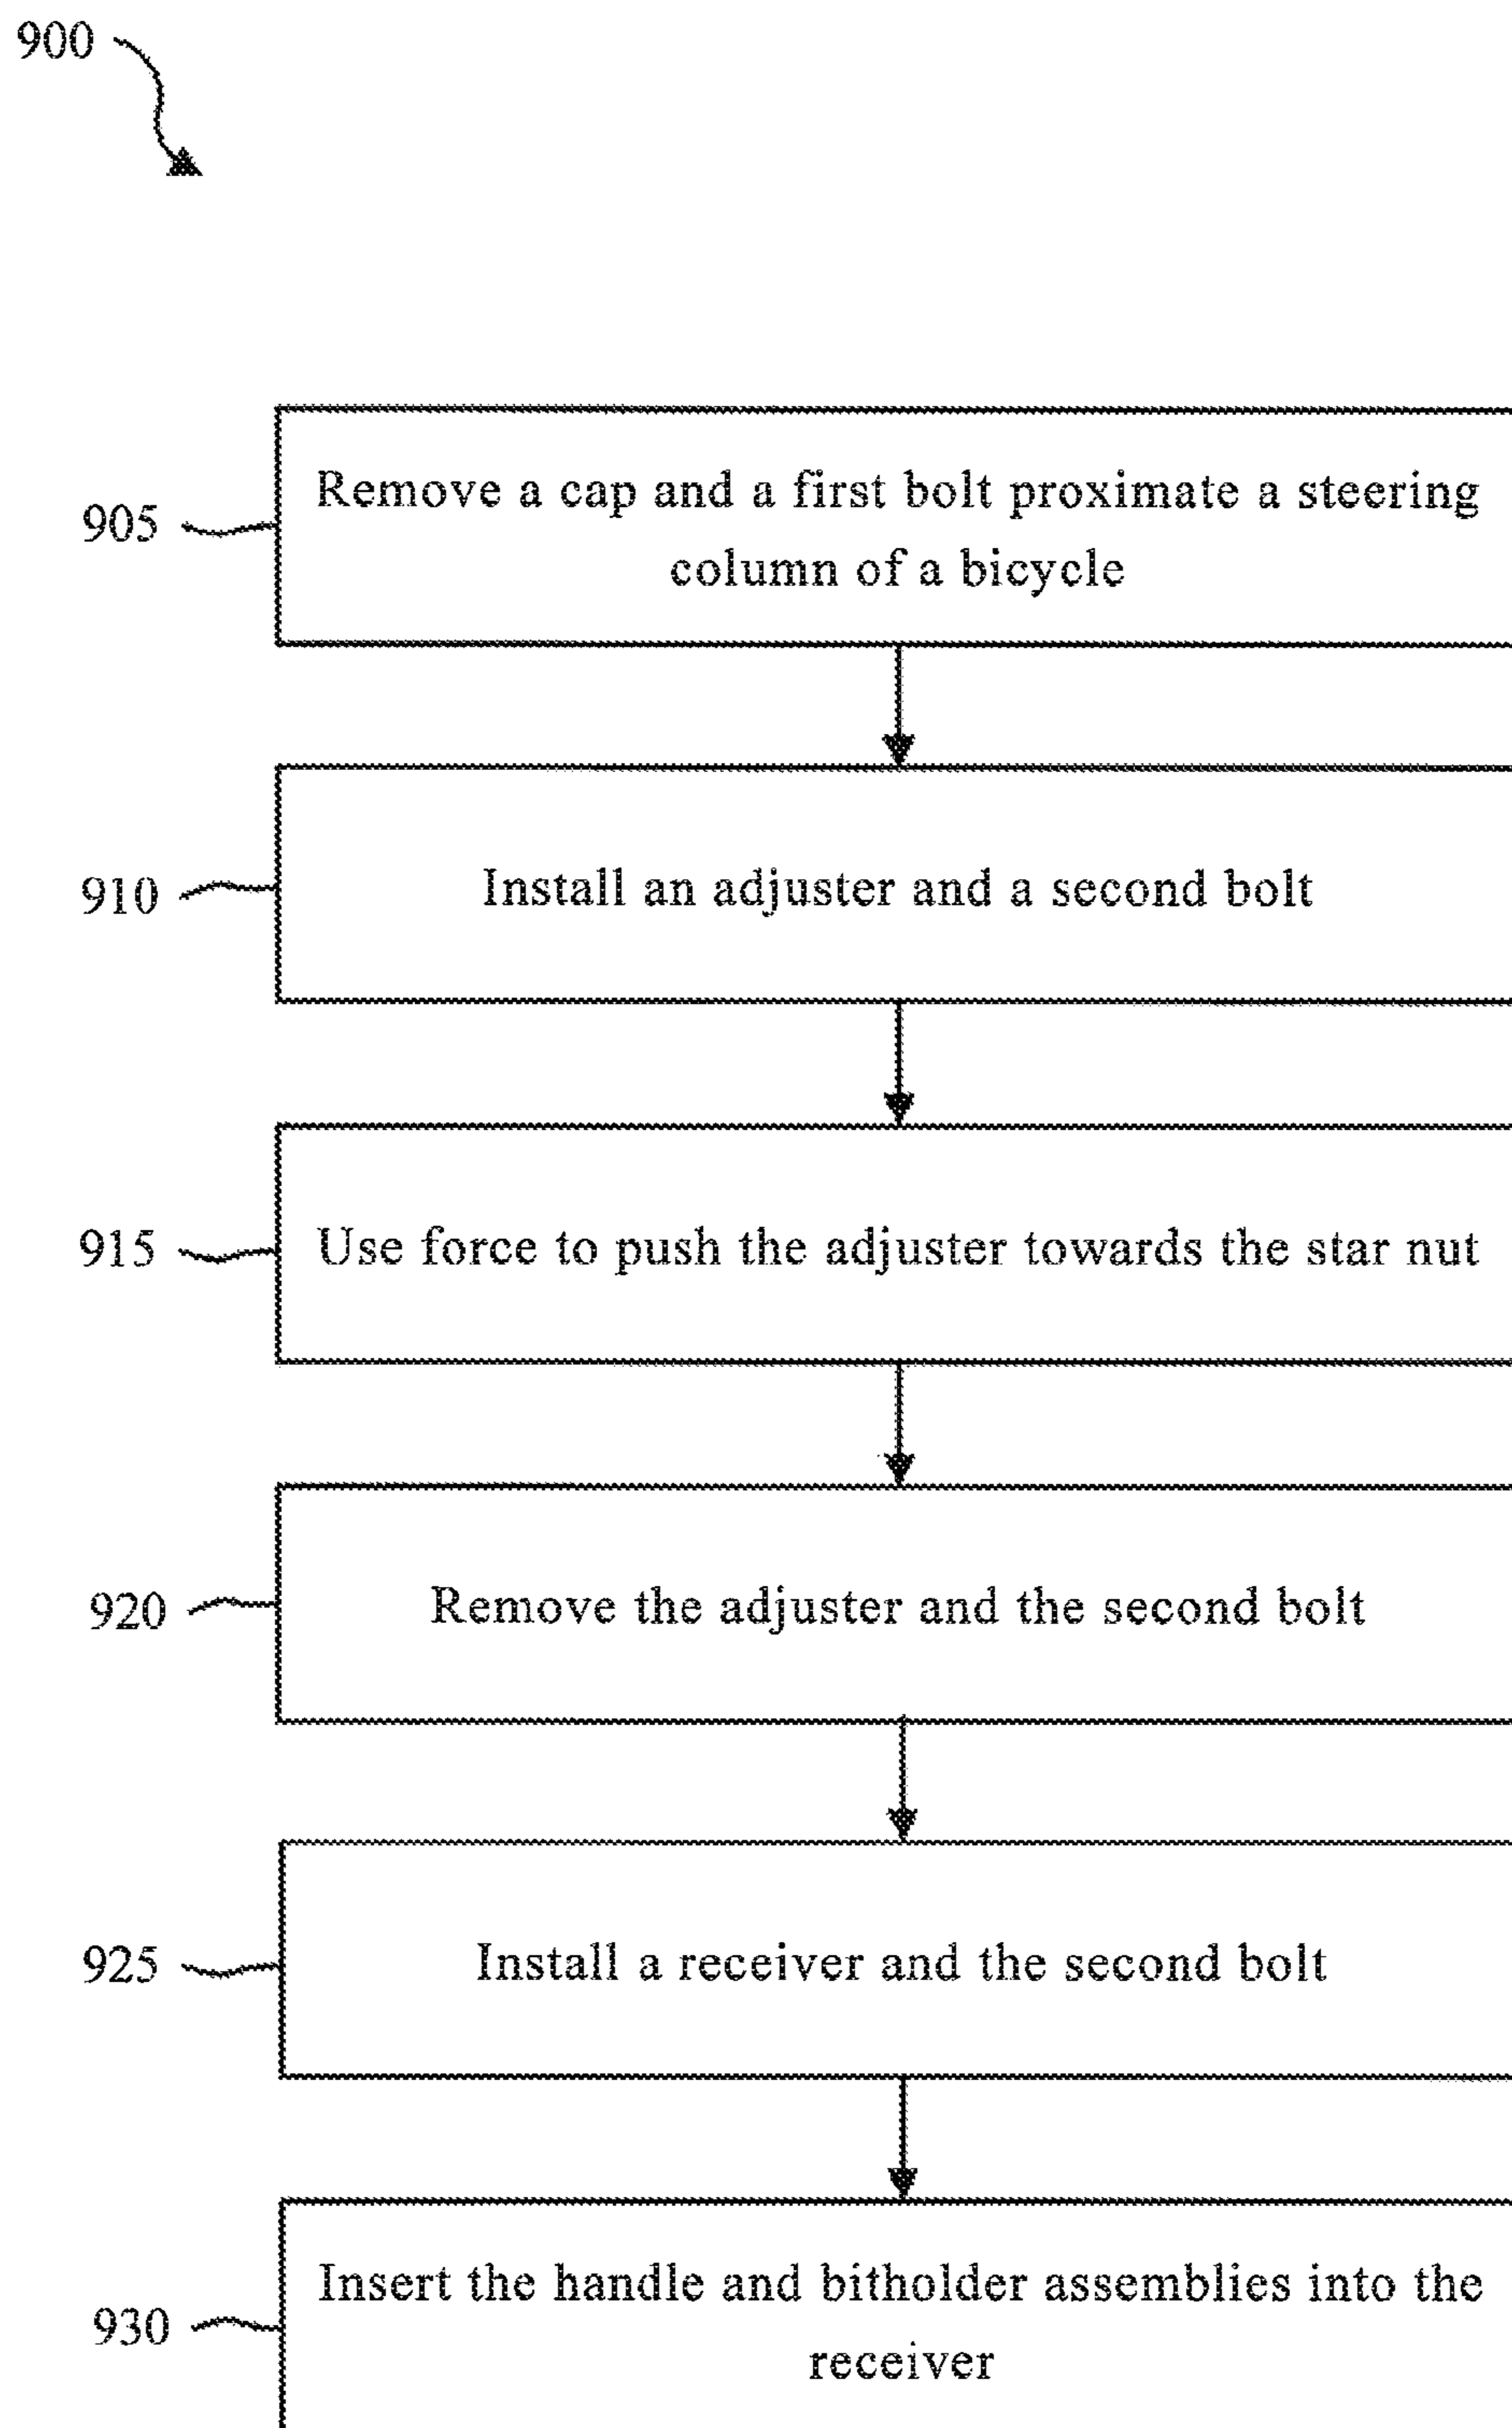 900
905
Remove a cap and a first bolt proximate a steering
column of a bicycle
910
Install an adjuster and a second bolt
915
Use force to push the adjuster towards the star nut
920
Remove the adjuster and the second bolt
925
Install a receiver and the second bolt
930
Insert the handle and bitholder assemblies into the
receiver